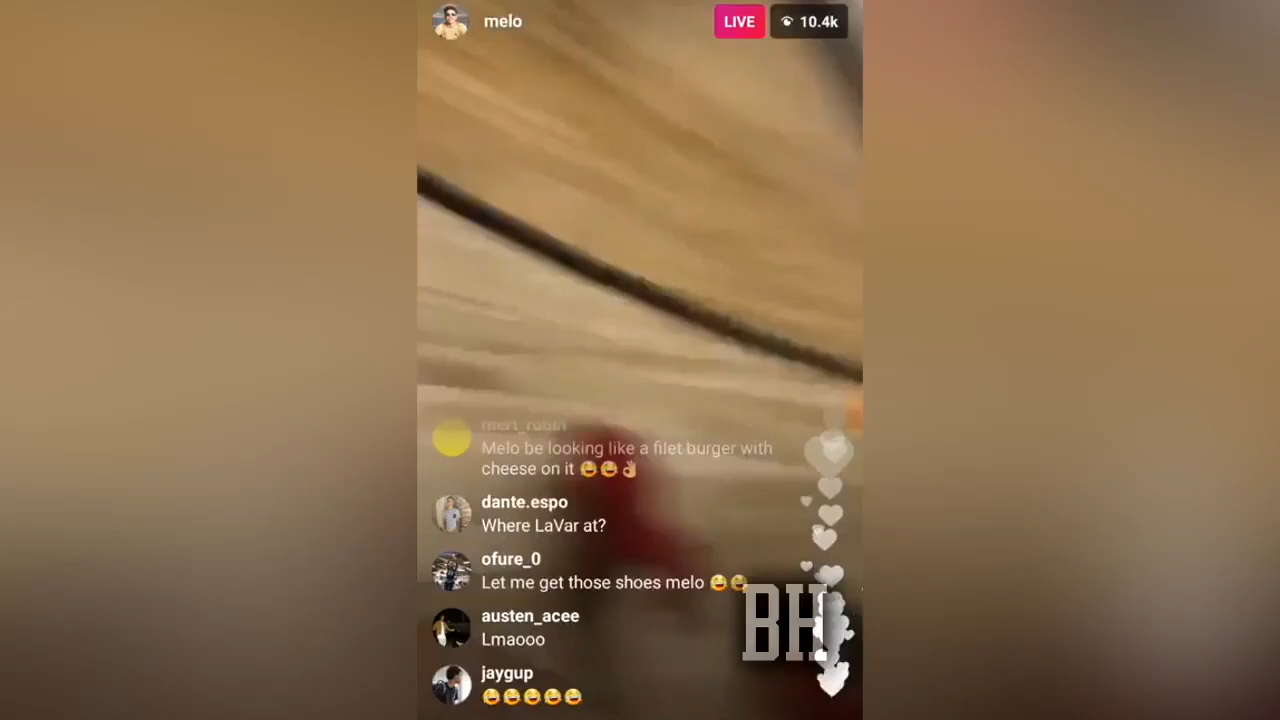 melo
LIVE
10.4k
mert_rubin
Melo be looking like a filet burger with
cheese on it 😂😂👌🏼
dante.espo
Where LaVar at?
ofure_0
Let me get those shoes melo 😂😂
austen_acee
Lmaooo
jaygup
😂😂😂😂😂
BH